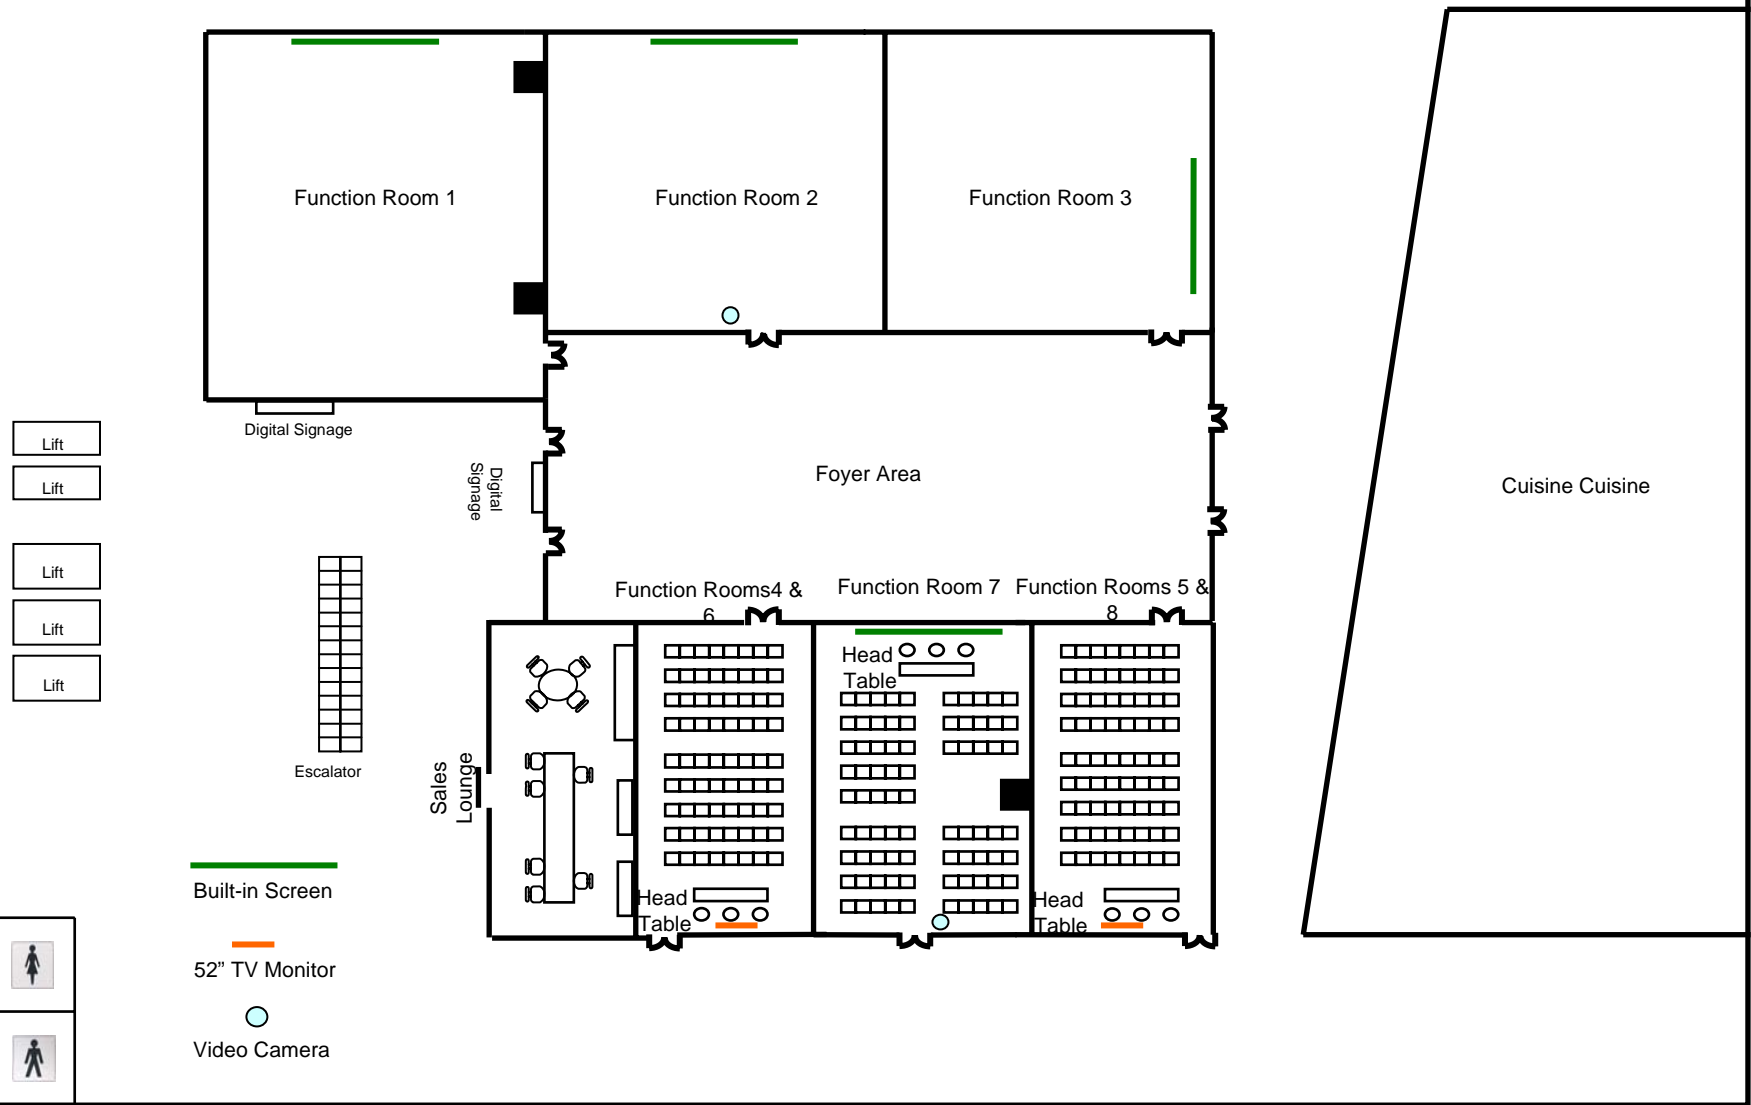 Function Room 1
Function Room 2
Function Room 3
Digital Signage
Lift
Lift
Lift
Lift
Lift
Digital
Signage
Foyer Area
Cuisine Cuisine
Function Rooms4 &
6
Function Room 7
Function Rooms 5 &
8
Head
Table
Escalator
Sales
Lounge
Head
Table
Head
Table
Built-in Screen
52” TV Monitor
Video Camera